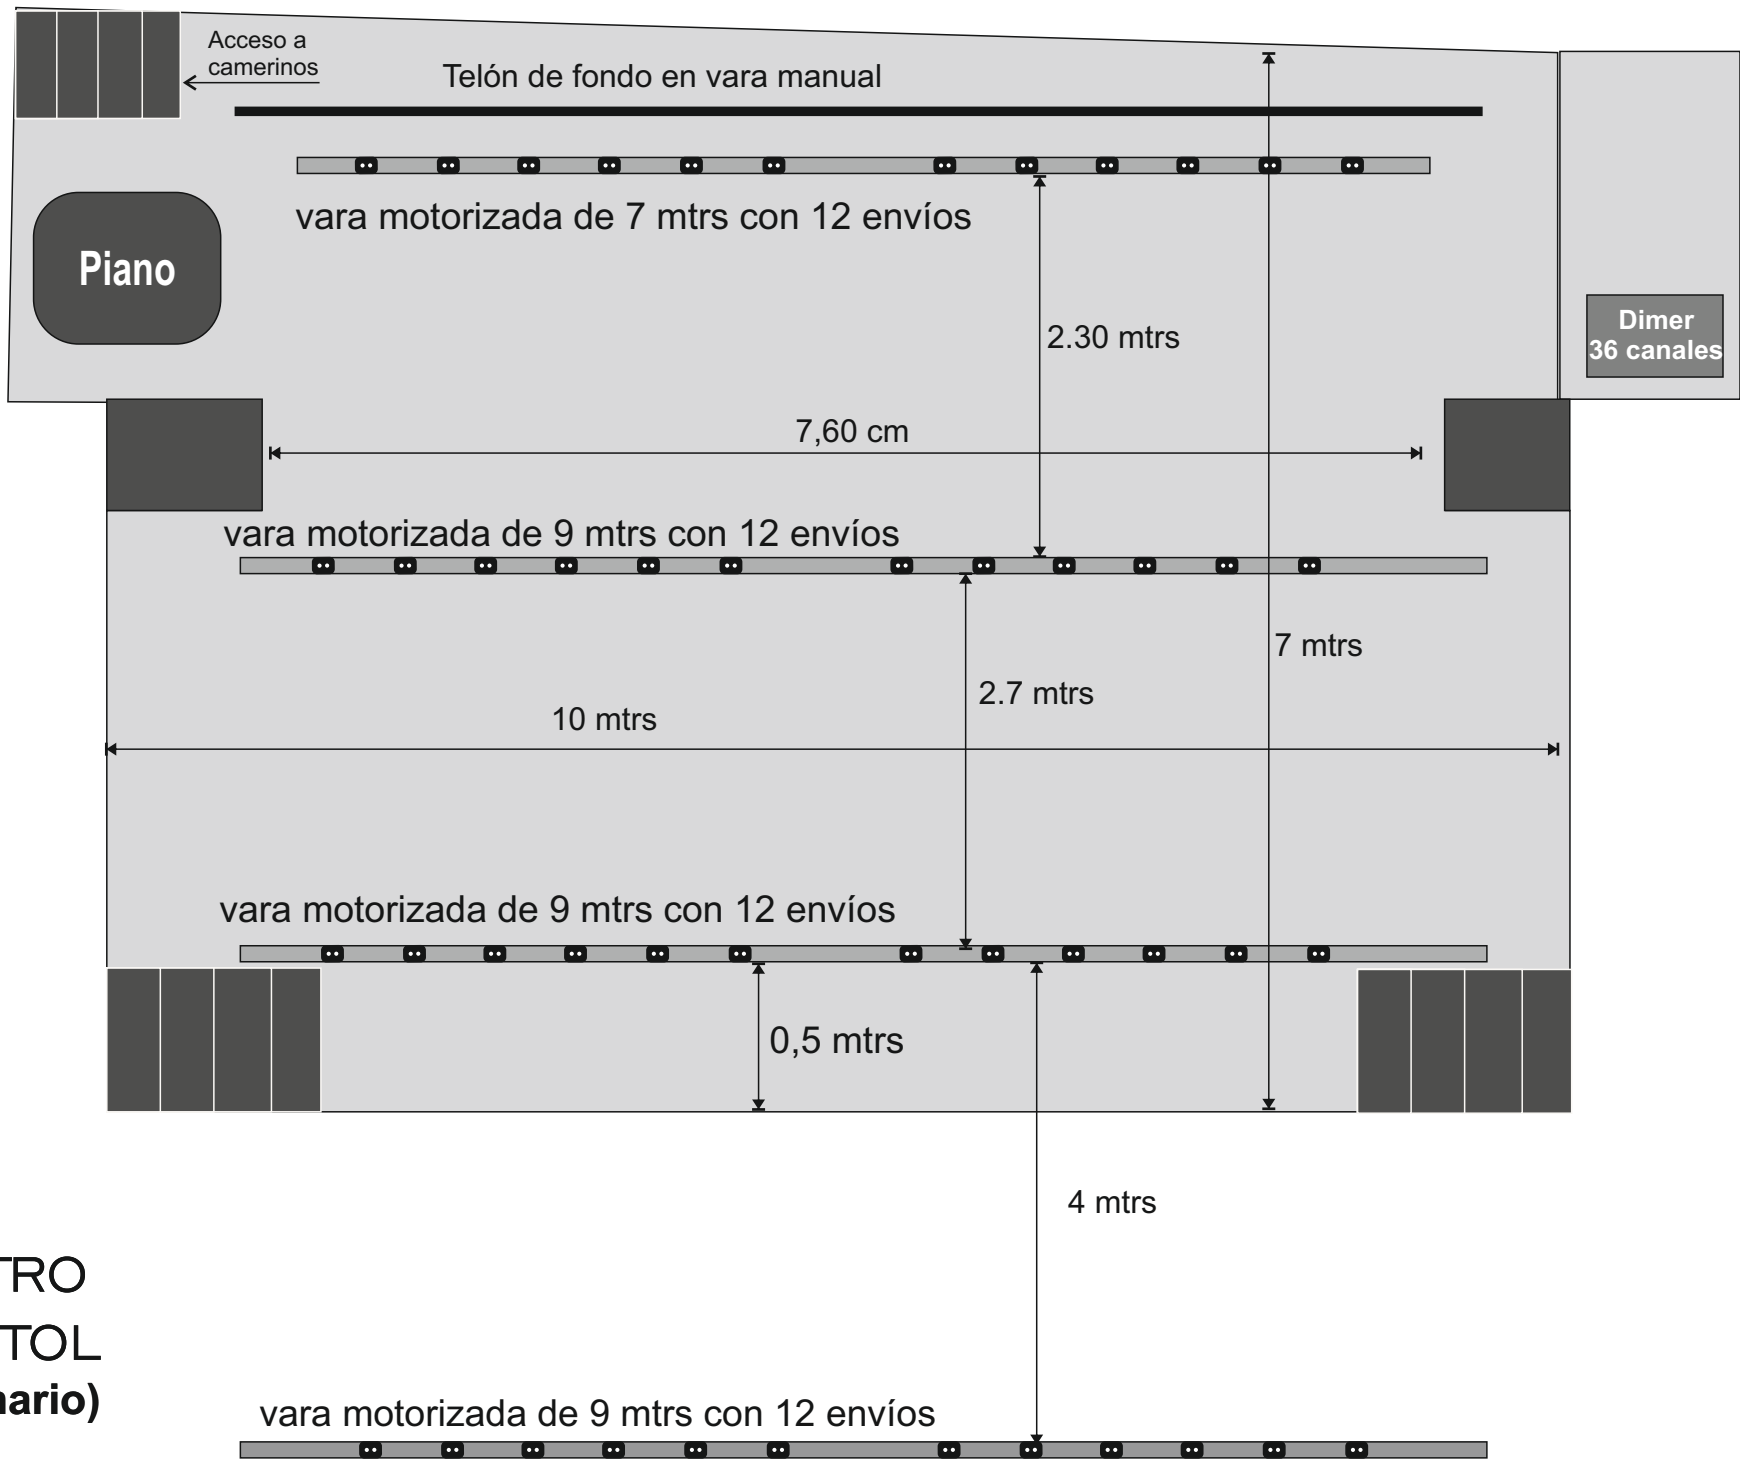 Acceso a
camerinos
Telón de fondo en vara manual
vara motorizada de 7 mtrs con 12 envíos
Piano
Dimer
36 canales
2.30 mtrs
7,60 cm
vara motorizada de 9 mtrs con 12 envíos
7 mtrs
2.7 mtrs
10 mtrs
vara motorizada de 9 mtrs con 12 envíos
0,5 mtrs
4 mtrs
TRO
TOL
nario)
vara motorizada de 9 mtrs con 12 envíos